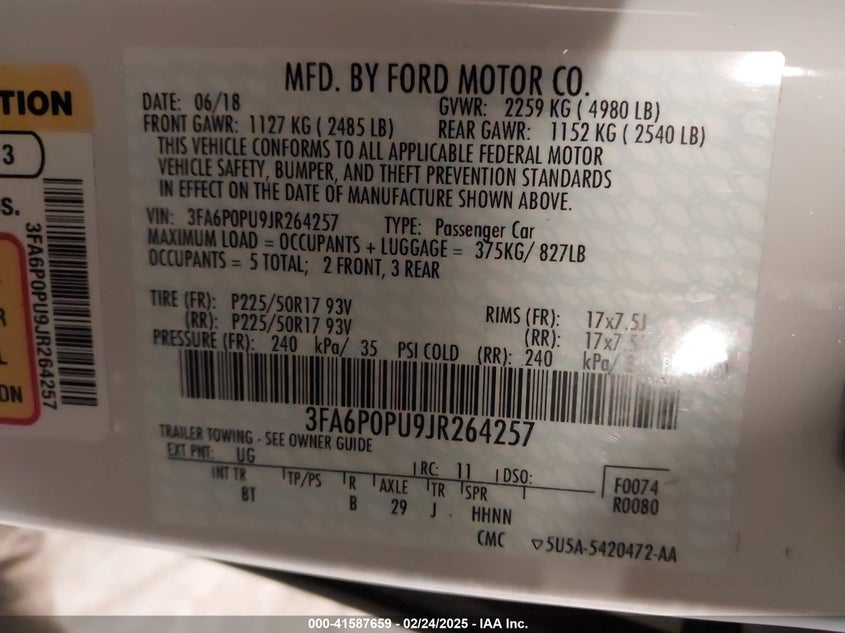 TION
3
S.
3FA6P0PU9JR264257
R
L
ON
MFD. BY FORD MOTOR CO.
DATE: 06/18 GVWR: 2259 KG ( 4980 LB)
FRONT GAWR: 1127 KG ( 2485 LB) REAR GAWR: 1152 KG ( 2540 LB)
THIS VEHICLE CONFORMS TO ALL APPLICABLE FEDERAL MOTOR
VEHICLE SAFETY, BUMPER, AND THEFT PREVENTION STANDARDS
IN EFFECT ON THE DATE OF MANUFACTURE SHOWN ABOVE.
VIN: 3FA6P0PU9JR264257 TYPE: Passenger Car
MAXIMUM LOAD = OCCUPANTS + LUGGAGE = 375KG/ 827LB
OCCUPANTS = 5 TOTAL; 2 FRONT, 3 REAR
TIRE (FR): P225/50R17 93V RIMS (FR): 17x7.5J
(RR): P225/50R17 93V (RR): 17x7.5
PRESSURE (FR): 240 kPa/ 35 PSI COLD (RR): 240 kPa/
3FA6P0PU9JR264257
TRAILER TOWING - SEE OWNER GUIDE
EXT PNT: UG RC: 11 DSO:
INT TR TP/PS R AXLE TR SPR
BT B 29 J HHNN
F0074
R0080
CMC ▽5U5A-5420472-AA
000-41587659 - 02/24/2025 - IAA Inc.